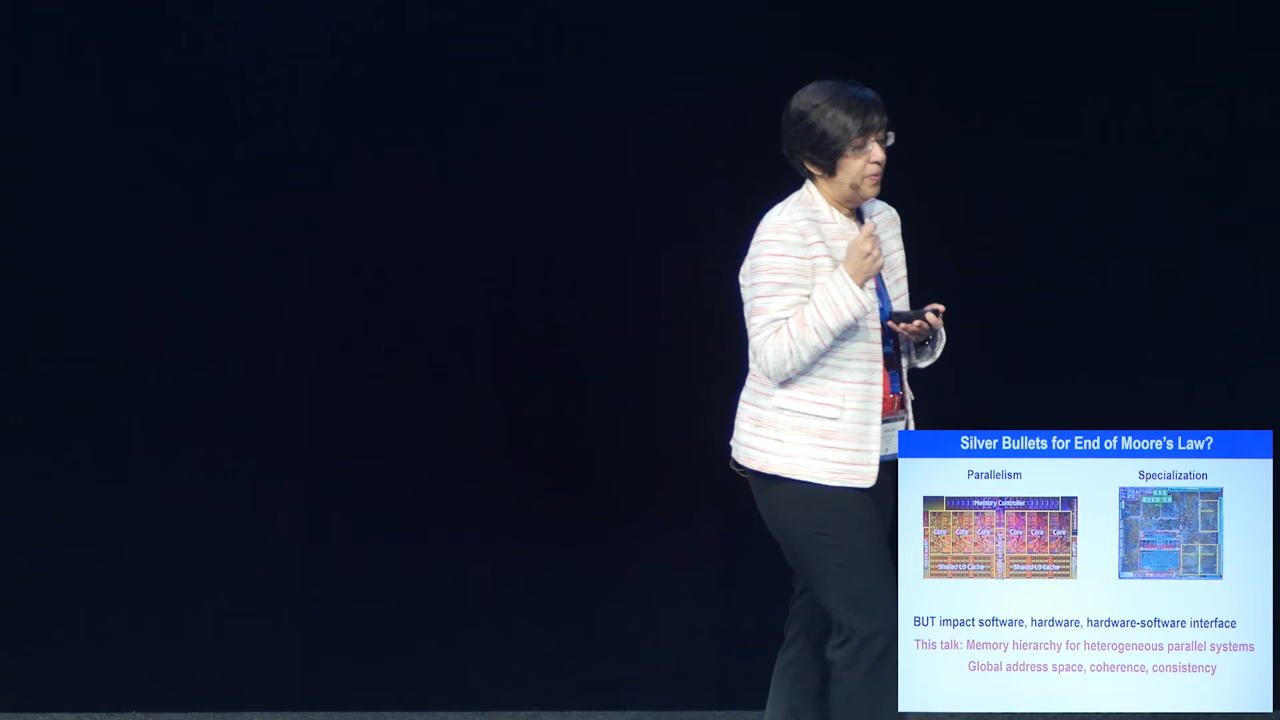 Silver Bullets for End of Moore's Law?
Parallelism
Specialization
Memory Controller
Core Core Core Core Core Core
Shared L3 Cache Shared L3 Cache
BUT impact software, hardware, hardware-software interface
This talk: Memory hierarchy for heterogeneous parallel systems
Global address space, coherence, consistency